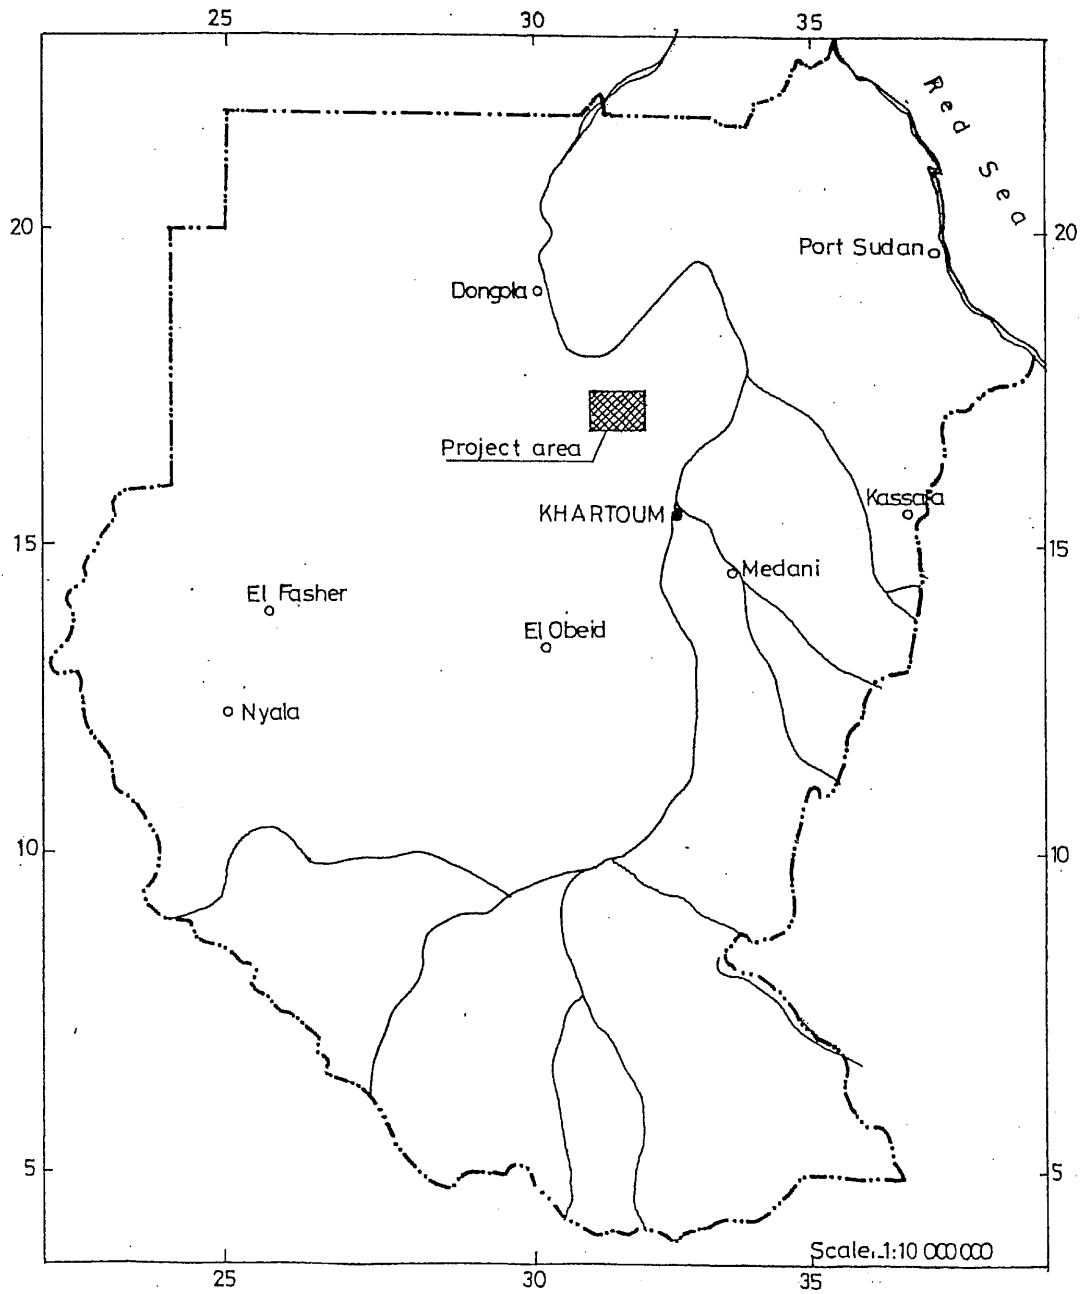 25 30 35
Red Sea
20 20
Port Sudan
Dongola
Project area
Kassala
KHARTOUM
15 15
Medani
El Fasher
El Obeid
Nyala
10 10
5 5
Scale.1:10 000 000
25 30 35